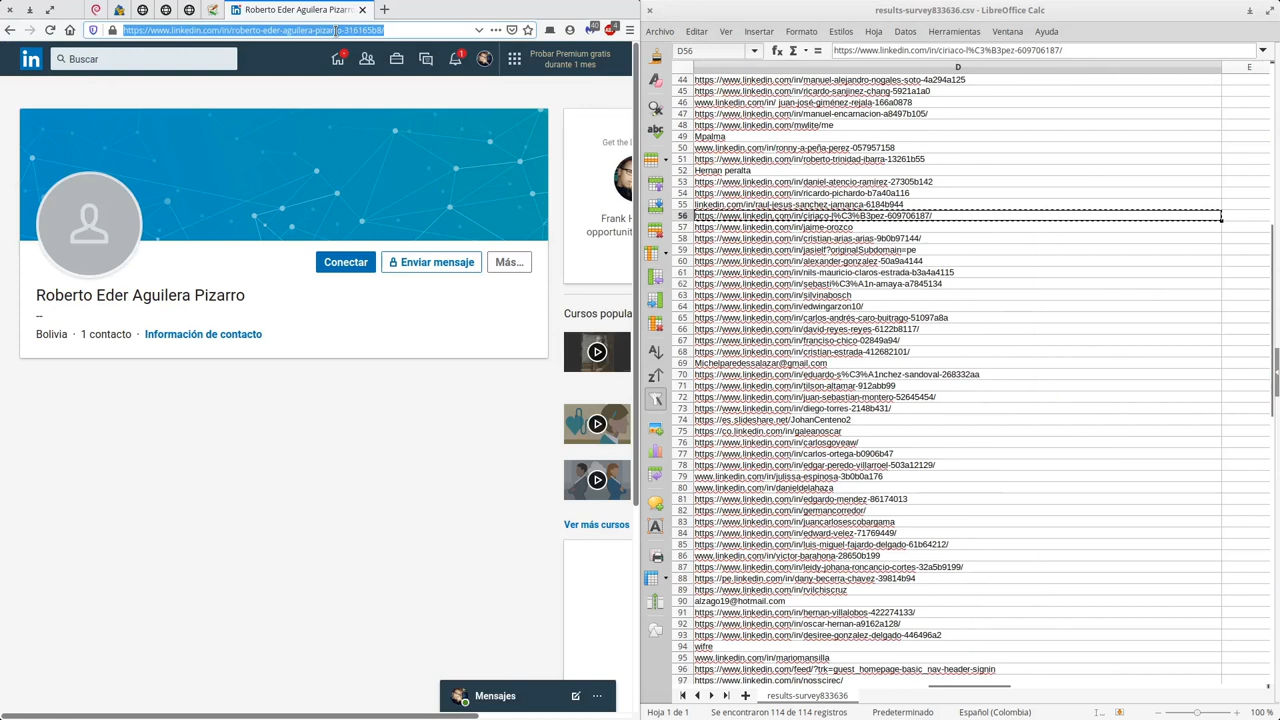 Roberto Eder Aguilera Pizarro
https://www.linkedin.com/in/roberto-eder-aguilera-pizarro-316165b8/
40
4
in
Buscar
1
Probar Premium gratis
durante 1 mes
Conectar
Enviar mensaje
Más…
Roberto Eder Aguilera Pizarro
--
Bolivia · 1 contacto · Información de contacto
Get the l
Frank H
opportunit
Cursos popula
Ver más cursos
Mensajes
results-survey833636.csv - LibreOffice Calc
Archivo Editar Ver Insertar Formato Estilos Hoja Datos Herramientas Ventana Ayuda
D56
https://www.linkedin.com/in/ciriaco-l%C3%B3pez-609706187/
D E
44 https://www.linkedin.com/in/manuel-alejandro-nogales-soto-4a294a125
45 https://www.linkedin.com/in/ricardo-sanjinez-chang-5921a1a0
46 www.linkedin.com/in/ juan-josé-giménez-rejala-166a0878
47 https://www.linkedin.com/in/manuel-encarnacion-a8497b105/
48 https://www.linkedin.com/mwlite/me
49 Mpalma
50 www.linkedin.com/in/ronny-a-peña-perez-057957158
51 https://www.linkedin.com/in/roberto-trinidad-ibarra-13261b55
52 Hernan peralta
53 https://www.linkedin.com/in/daniel-atencio-ramirez-27305b142
54 https://www.linkedin.com/in/ricardo-pichardo-b7a40a116
55 linkedin.com/in/raul-jesus-sanchez-jamanca-6184b944
56 https://www.linkedin.com/in/ciriaco-l%C3%B3pez-609706187/
57 https://www.linkedin.com/in/jaime-orozco
58 https://www.linkedin.com/in/cristian-arias-arias-9b0b97144/
59 https://www.linkedin.com/in/jasielf?originalSubdomain=pe
60 https://www.linkedin.com/in/alexander-gonzalez-50a9a4144
61 https://www.linkedin.com/in/nils-mauricio-claros-estrada-b3a4a4115
62 https://www.linkedin.com/in/sebasti%C3%A1n-amaya-a7845134
63 https://www.linkedin.com/in/silvinabosch
64 https://www.linkedin.com/in/edwingarzon10/
65 https://www.linkedin.com/in/carlos-andrés-caro-buitrago-51097a8a
66 https://www.linkedin.com/in/david-reyes-reyes-6122b8117/
67 https://www.linkedin.com/in/franciso-chico-02849a94/
68 https://www.linkedin.com/in/cristian-estrada-412682101/
69 Michelparedessalazar@gmail.com
70 https://www.linkedin.com/in/eduardo-s%C3%A1nchez-sandoval-268332aa
71 https://www.linkedin.com/in/tilson-altamar-912abb99
72 https://www.linkedin.com/in/juan-sebastian-montero-52645454/
73 https://www.linkedin.com/in/diego-torres-2148b431/
74 https://es.slideshare.net/JohanCenteno2
75 https://co.linkedin.com/in/galeanoscar
76 https://www.linkedin.com/in/carlosgoveaw/
77 https://www.linkedin.com/in/carlos-ortega-b0906b47
78 https://www.linkedin.com/in/edgar-peredo-villarroel-503a12129/
79 www.linkedin.com/in/julissa-espinosa-3b0b0a176
80 www.linkedin.com/in/danieldelahaza
81 https://www.linkedin.com/in/edgardo-mendez-86174013
82 https://www.linkedin.com/in/germancorredor/
83 https://www.linkedin.com/in/juancarlosescobargama
84 https://www.linkedin.com/in/edward-velez-71769449/
85 https://www.linkedin.com/in/luis-miguel-fajardo-delgado-61b64212/
86 www.linkedin.com/in/victor-barahona-28650b199
87 https://www.linkedin.com/in/leidy-johana-roncancio-cortes-32a5b9199/
88 https://pe.linkedin.com/in/dany-becerra-chavez-39814b94
89 https://www.linkedin.com/in/rvilchiscruz
90 alzago19@hotmail.com
91 https://www.linkedin.com/in/hernan-villalobos-422274133/
92 https://www.linkedin.com/in/oscar-hernan-a9162a128/
93 https://www.linkedin.com/in/desiree-gonzalez-delgado-446496a2
94 wifre
95 www.linkedin.com/in/mariomansilla
96 https://www.linkedin.com/feed/?trk=guest_homepage-basic_nav-header-signin
97 https://www.linkedin.com/in/nosscirec/
results-survey833636
Hoja 1 de 1 Se encontraron 114 de 114 registros Predeterminado Español (Colombia) 100 %